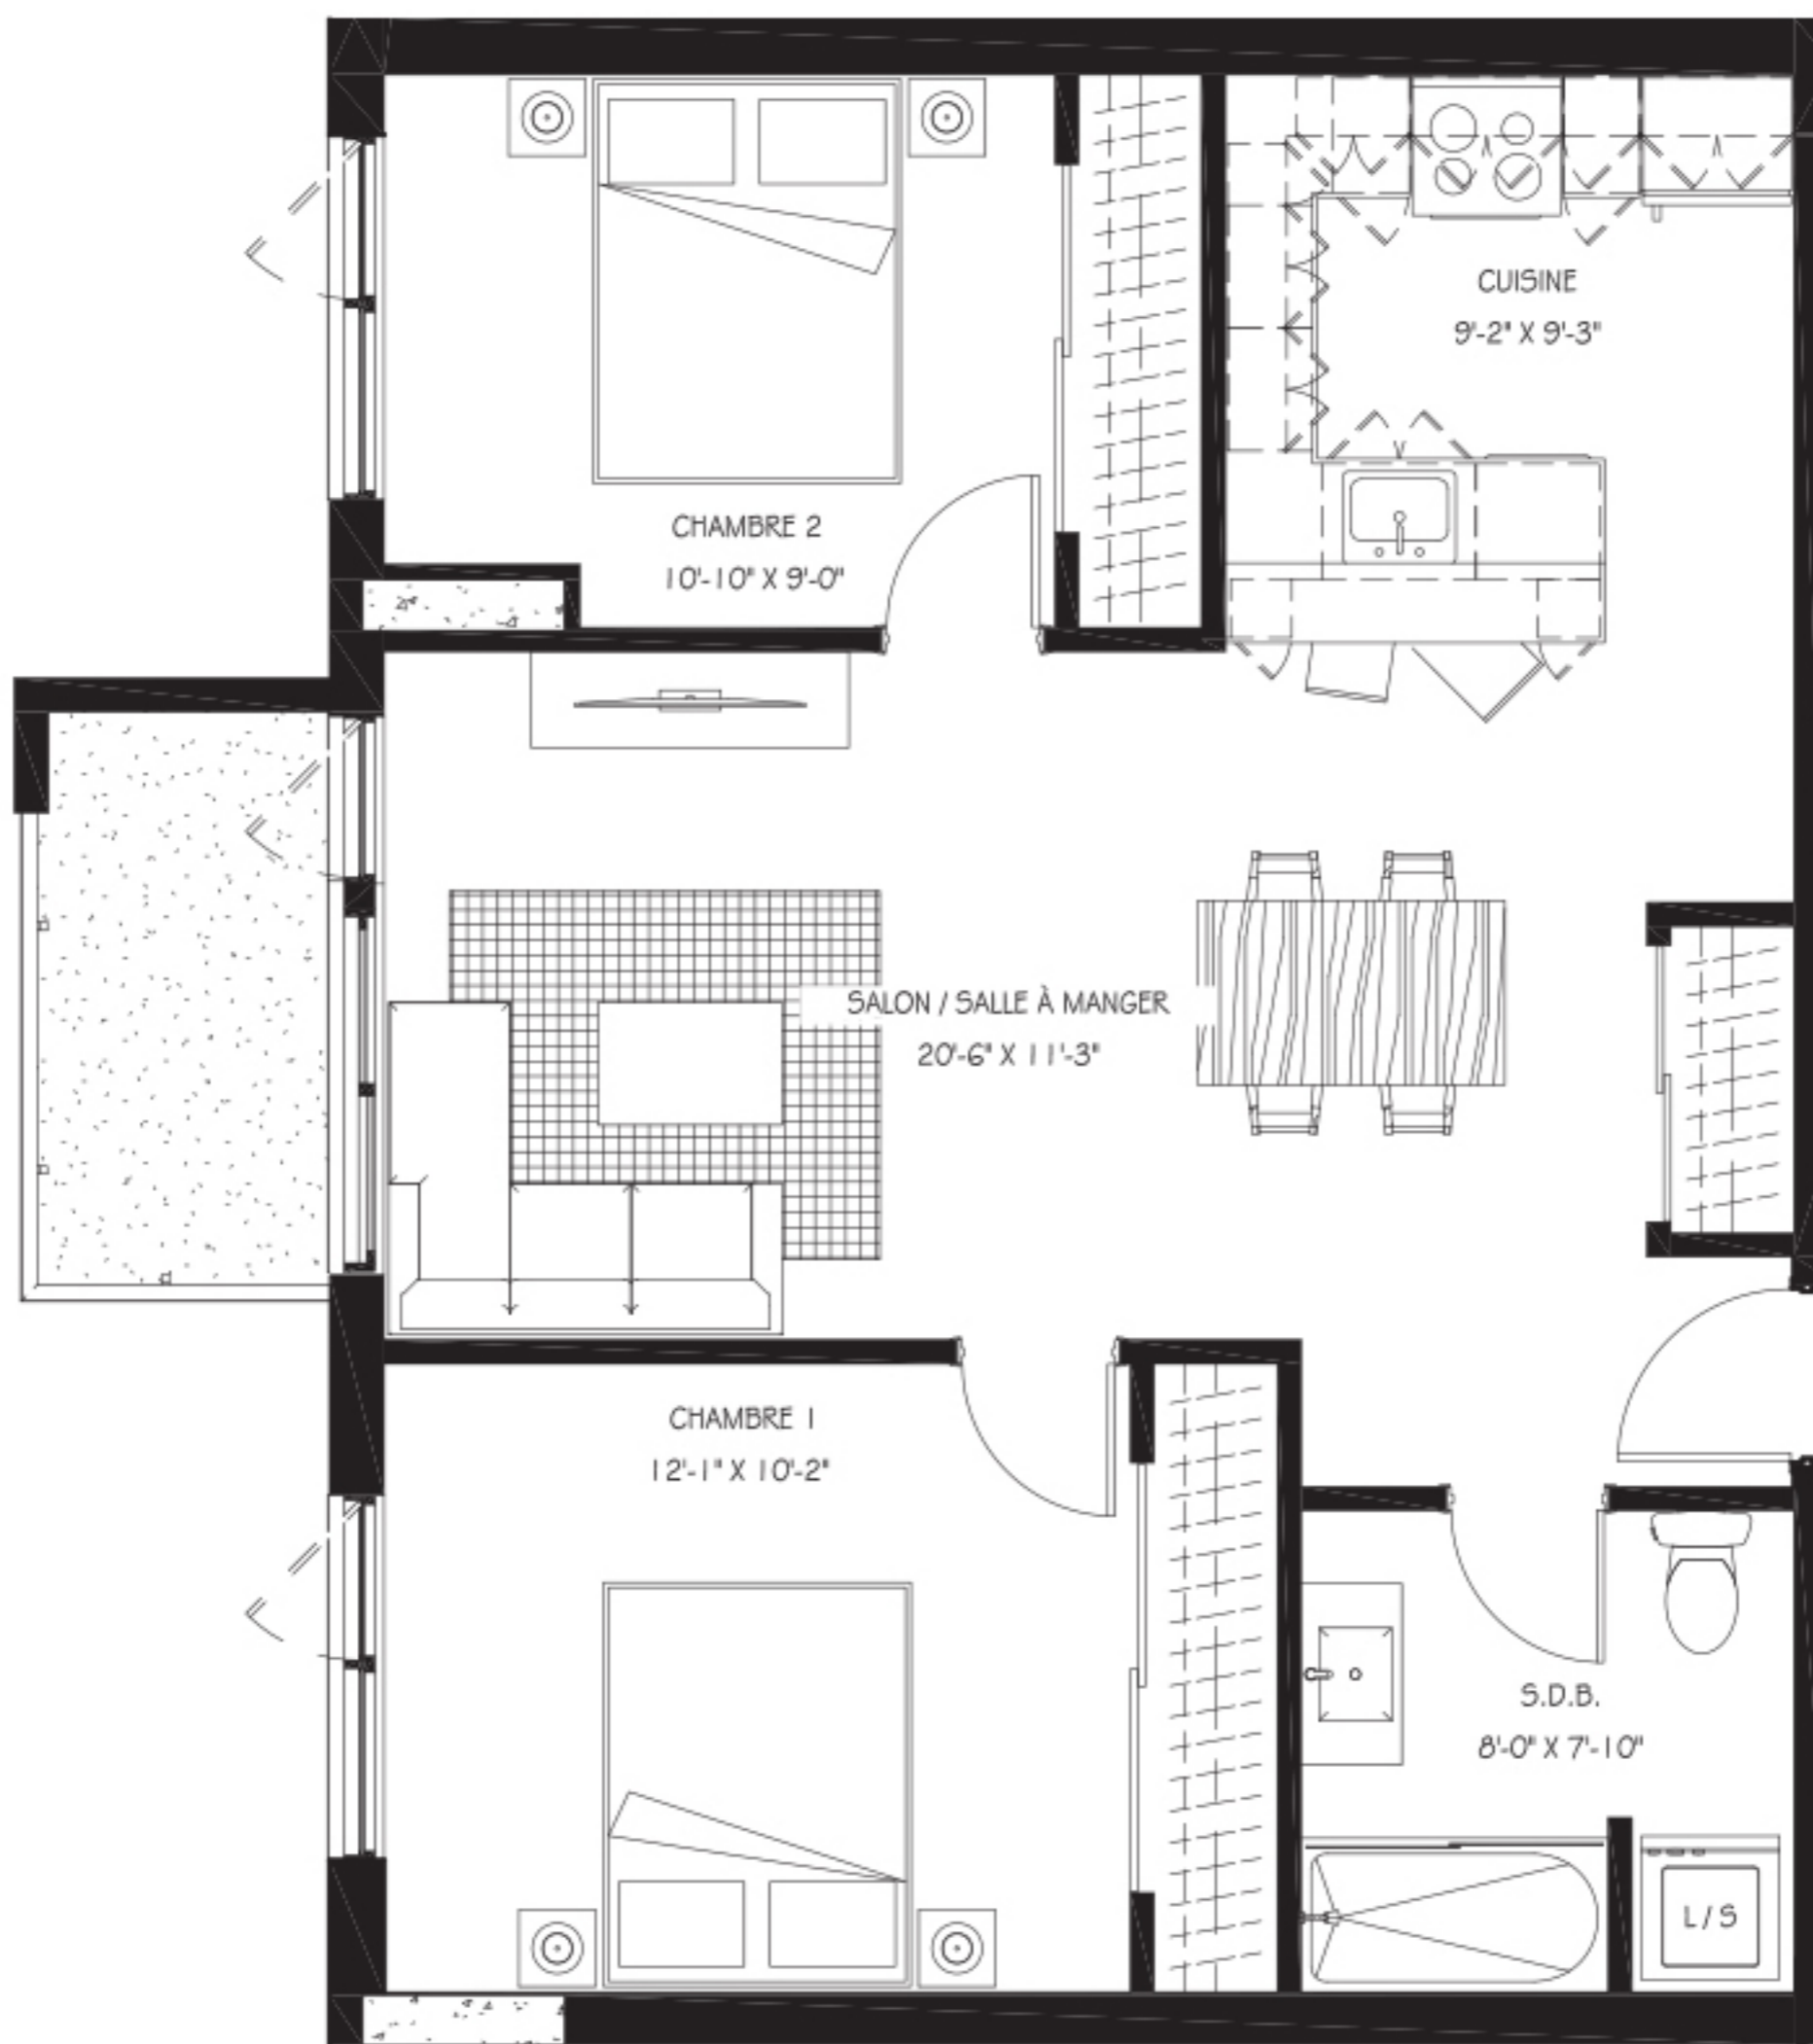 CUISINE
9'-2" X 9'-3"
CHAMBRE 2
10'-10" X 9'-0"
SALON / SALLE À MANGER
20'-6" X 11'-3"
CHAMBRE 1
12'-1" X 10'-2"
S.D.B.
8'-0" X 7'-10"
L / S